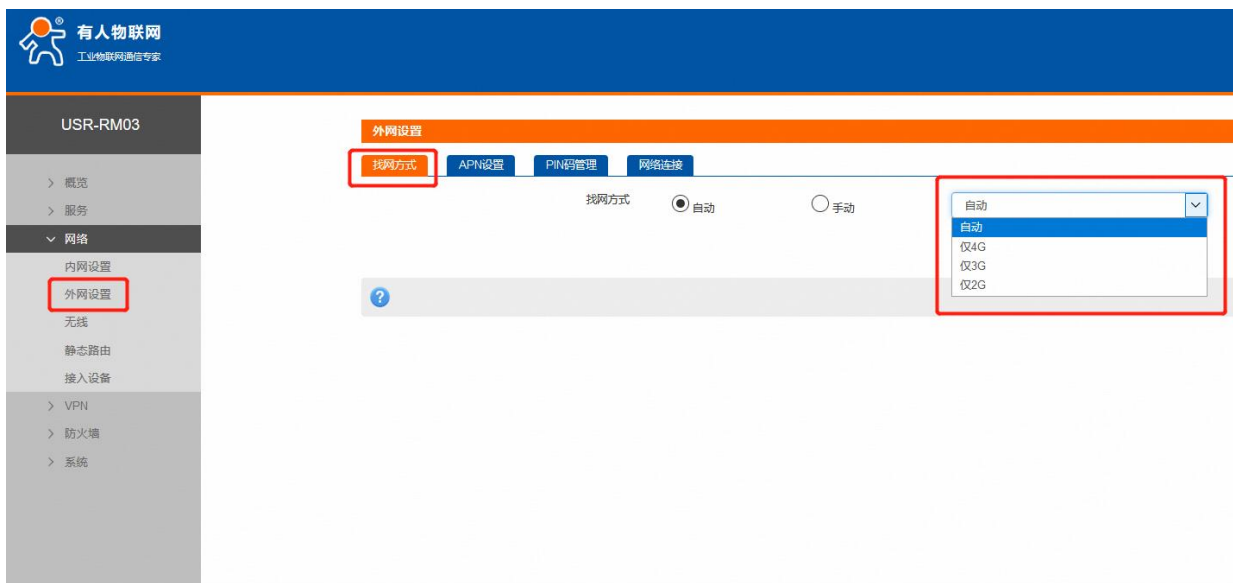 有人物联网
工业物联网通信专家
USR-RM03
概览
服务
网络
内网设置
外网设置
无线
静态路由
接入设备
VPN
防火墙
系统
外网设置
找网方式 APN设置 PIN码管理 网络连接
找网方式 自动 手动 自动
自动
仅4G
仅3G
仅2G